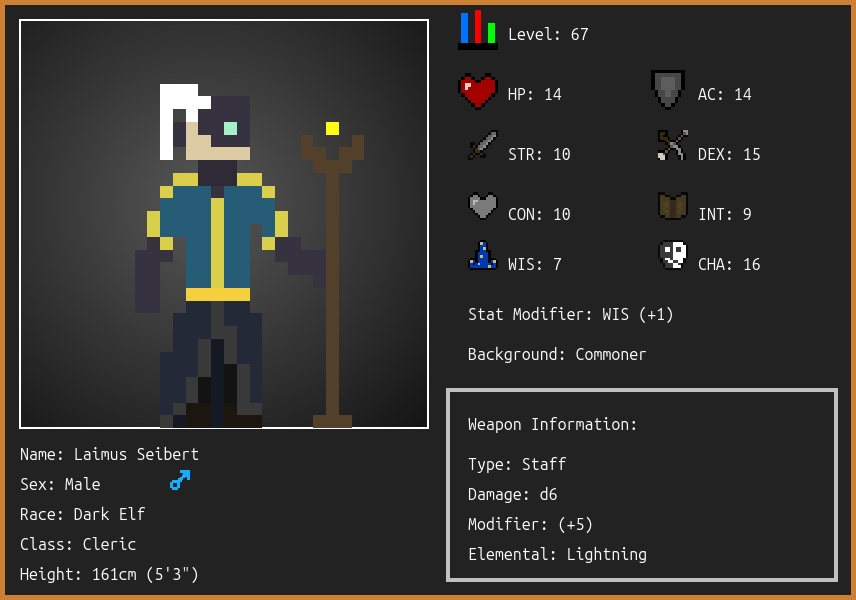 Level: 67
HP: 14
AC: 14
STR: 10
DEX: 15
CON: 10
INT: 9
WIS: 7
CHA: 16
Stat Modifier: WIS (+1)
Background: Commoner
Weapon Information:
Type: Staff
Damage: d6
Modifier: (+5)
Elemental: Lightning
Name: Laimus Seibert
Sex: Male
Race: Dark Elf
Class: Cleric
Height: 161cm (5'3")